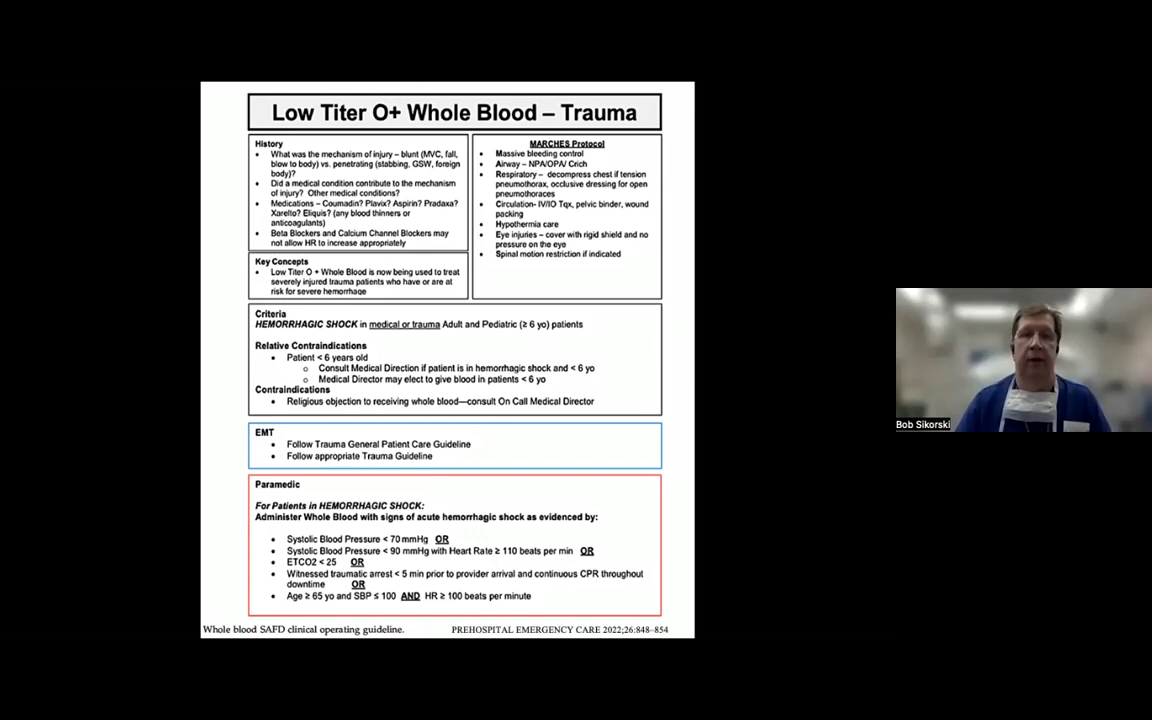 Low Titer O+ Whole Blood – Trauma
History
• What was the mechanism of injury – blunt (MVC, fall,
blow to body) vs. penetrating (stabbing, GSW, foreign
body)?
• Did a medical condition contribute to the mechanism
of injury? Other medical conditions?
• Medications – Coumadin? Plavix? Aspirin? Pradaxa?
Xarelto? Eliquis? (any blood thinners or
anticoagulants)
• Beta Blockers and Calcium Channel Blockers may
not allow HR to increase appropriately
Key Concepts
• Low Titer O + Whole Blood is now being used to treat
severely injured trauma patients who have or are at
risk for severe hemorrhage
MARCHES Protocol
• Massive bleeding control
• Airway – NPA/OPA/ Crich
• Respiratory – decompress chest if tension
pneumothorax, occlusive dressing for open
pneumothoraces
• Circulation- IV/IO Tqx, pelvic binder, wound
packing
• Hypothermia care
• Eye injuries – cover with rigid shield and no
pressure on the eye
• Spinal motion restriction if indicated
Criteria
HEMORRHAGIC SHOCK in medical or trauma Adult and Pediatric (≥ 6 yo) patients
Relative Contraindications
• Patient < 6 years old
o Consult Medical Direction if patient is in hemorrhagic shock and < 6 yo
o Medical Director may elect to give blood in patients < 6 yo
Contraindications
• Religious objection to receiving whole blood—consult On Call Medical Director
EMT
• Follow Trauma General Patient Care Guideline
• Follow appropriate Trauma Guideline
Paramedic
For Patients in HEMORRHAGIC SHOCK:
Administer Whole Blood with signs of acute hemorrhagic shock as evidenced by:
• Systolic Blood Pressure < 70 mmHg OR
• Systolic Blood Pressure < 90 mmHg with Heart Rate ≥ 110 beats per min OR
• ETCO2 < 25 OR
• Witnessed traumatic arrest < 5 min prior to provider arrival and continuous CPR throughout
downtime OR
• Age ≥ 65 yo and SBP ≤ 100 AND HR ≥ 100 beats per minute
Whole blood SAFD clinical operating guideline.
PREHOSPITAL EMERGENCY CARE 2022;26:848–854
Bob Sikorski